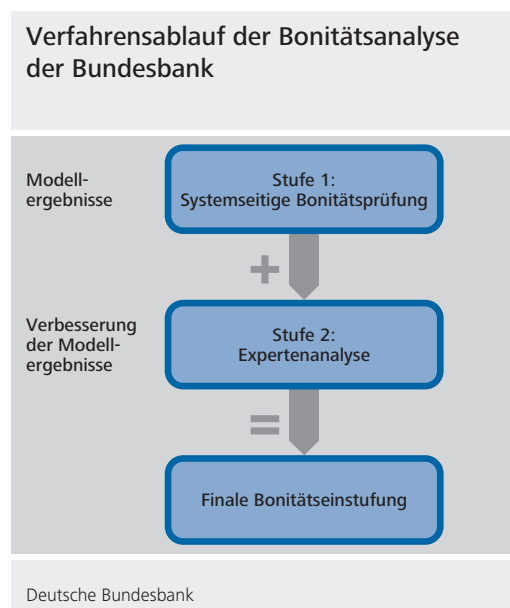 Verfahrensablauf der Bonitätsanalyse
der Bundesbank
Modell-
ergebnisse
Stufe 1:
Systemseitige Bonitätsprüfung
+
Verbesserung
der Modell-
ergebnisse
Stufe 2:
Expertenanalyse
=
Finale Bonitätseinstufung
Deutsche Bundesbank